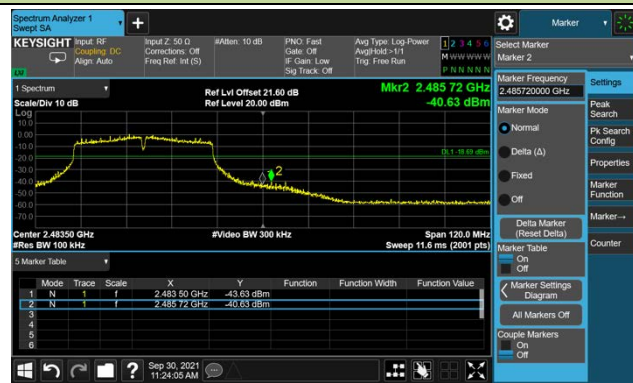 Spectrum Analyzer 1
Swept SA
Marker
KEYSIGHT
Input: RF
Coupling: DC
Align: Auto
Input Z: 50 Ω
Corrections: Off
Freq Ref: Int (S)
#Atten: 10 dB
PNO: Fast
Gate: Off
IF Gain: Low
Sig Track: Off
Avg Type: Log-Power
Avg|Hold:>1/1
Trig: Free Run
1 2 3 4 5 6
M W W W W W
P N N N N N
Select Marker
Marker 2
1 Spectrum
Scale/Div 10 dB
Log
Ref Lvl Offset 21.60 dB
Ref Level 20.00 dBm
Mkr2 2.485 72 GHz
-40.63 dBm
10.0
0.00
-10.0
-20.0
-30.0
-40.0
-50.0
-60.0
-70.0
DL1 -18.69 dBm
2
Center 2.48350 GHz
#Res BW 100 kHz
#Video BW 300 kHz
Span 120.0 MHz
Sweep 11.6 ms (2001 pts)
5 Marker Table
Mode Trace Scale X Y Function Function Width Function Value
1 N 1 f 2.483 50 GHz -43.63 dBm
2 N 1 f 2.485 72 GHz -40.63 dBm
3
4
5
6
Marker Frequency
2.485720000 GHz
Marker Mode
Normal
Delta (Δ)
Fixed
Off
Delta Marker
(Reset Delta)
Marker Table
On
Off
Marker Settings
Diagram
All Markers Off
Couple Markers
On
Off
Settings
Peak
Search
Pk Search
Config
Properties
Marker
Function
Marker→
Counter
Sep 30, 2021
11:24:05 AM